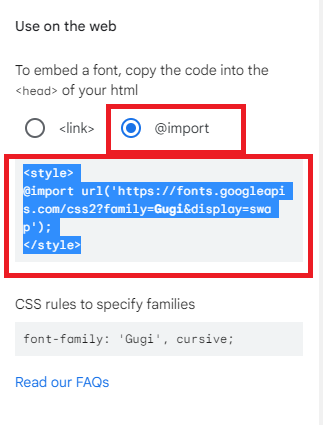 Use on the web
To embed a font, copy the code into the
<head> of your html
<link>
@import
<style>
@import url('https://fonts.googleapi
s.com/css2?family=Gugi&display=swa
p');
</style>
CSS rules to specify families
font-family: 'Gugi', cursive;
Read our FAQs